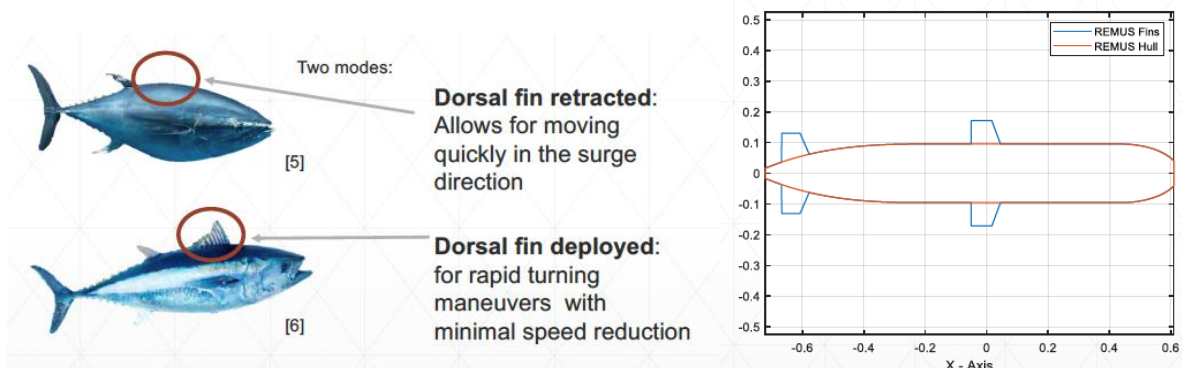 Two modes:
Dorsal fin retracted:
Allows for moving
quickly in the surge
direction
[5]
Dorsal fin deployed:
for rapid turning
maneuvers with
minimal speed reduction
[6]
REMUS Fins
REMUS Hull
0.5
0.4
0.3
0.2
0.1
0
-0.1
-0.2
-0.3
-0.4
-0.5
-0.6 -0.4 -0.2 0 0.2 0.4 0.6
X - Axis